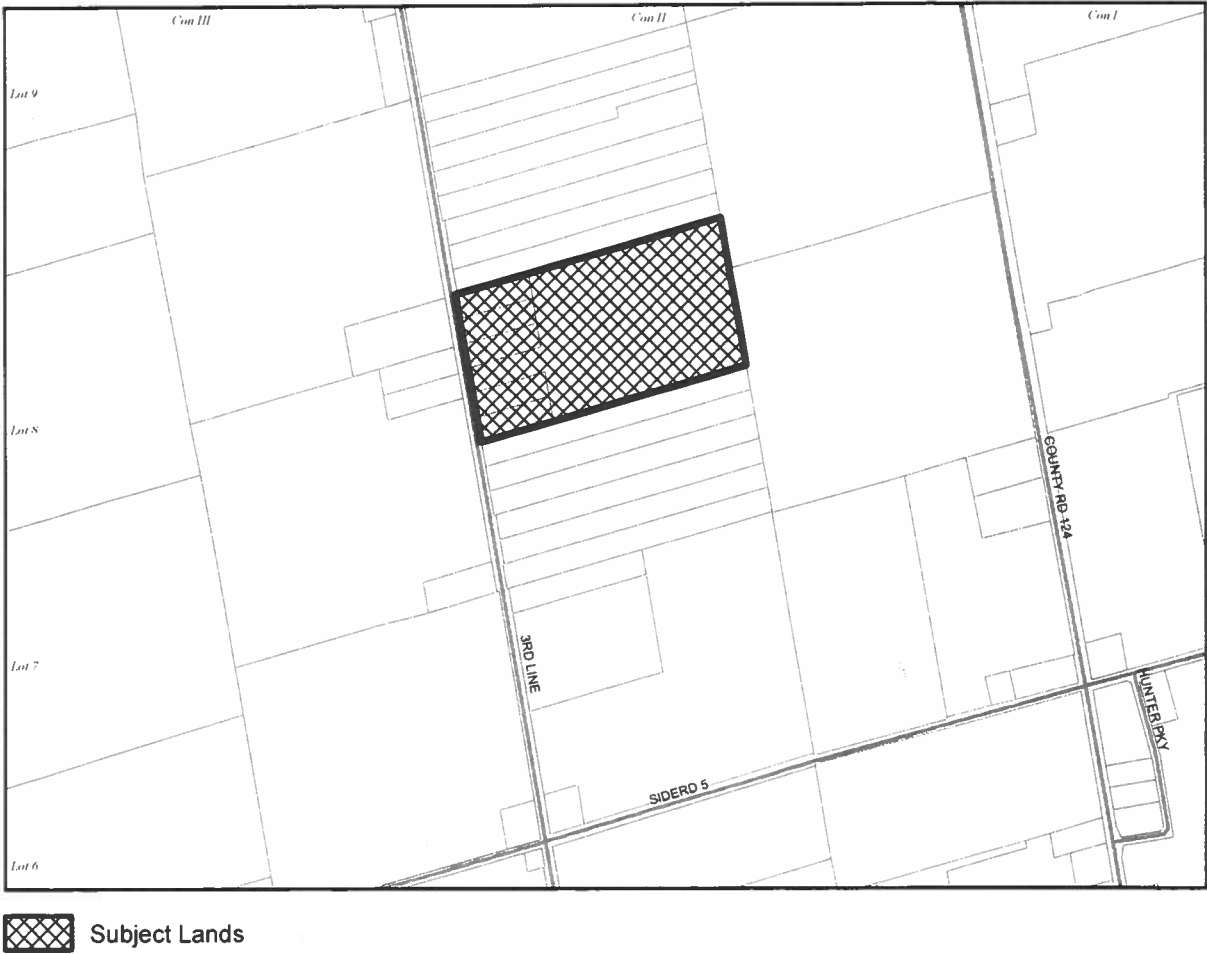 Con III
Con II
Con I
Lot 9
Lot 8
COUNTY RD 124
3RD LINE
Lot 7
HUNTER PKY
SIDERD 5
Lot 6
Subject Lands